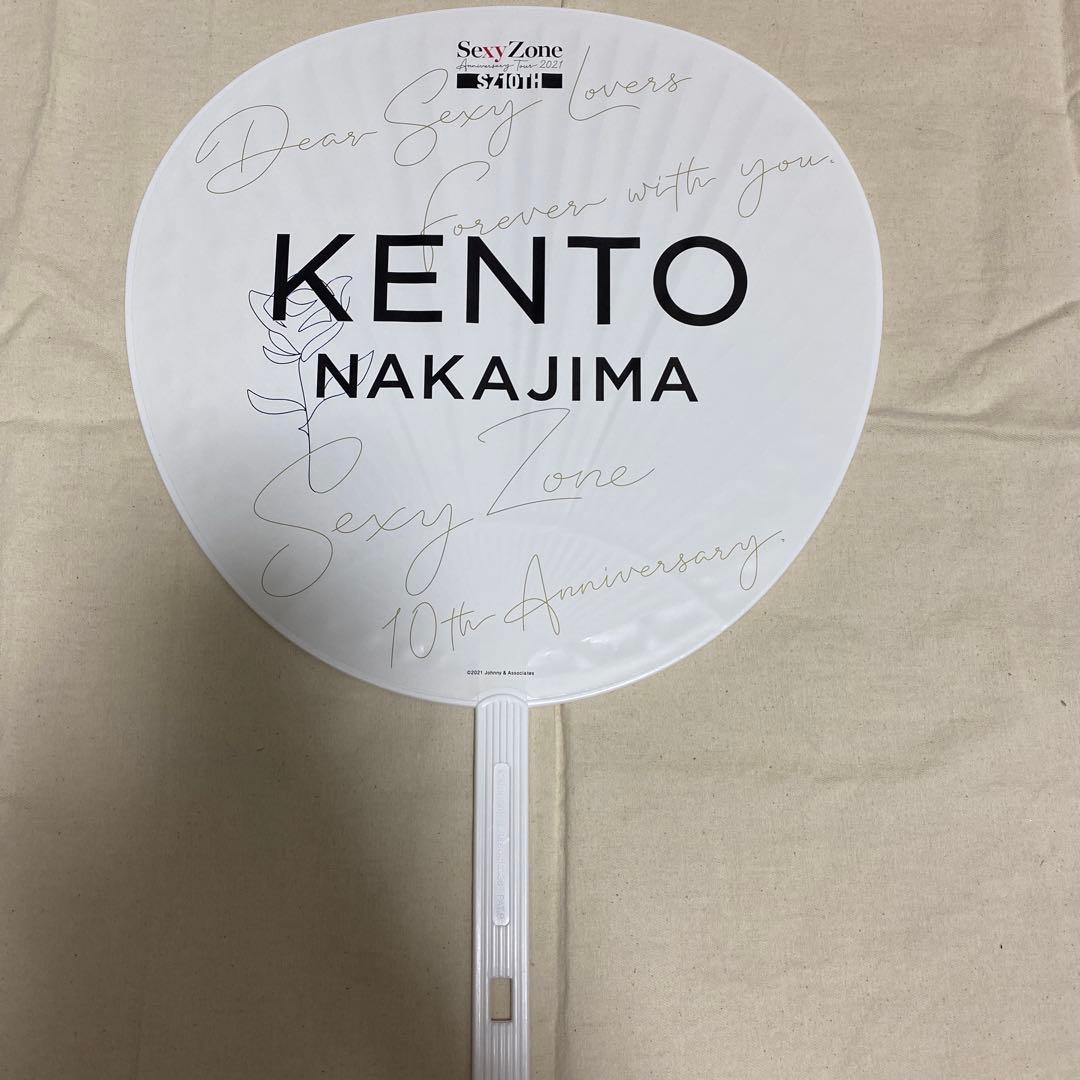 Sexy Zone
Anniversary Tour 2021
SZ10TH
Dear Sexy Lovers
Forever with you.
KENTO
NAKAJIMA
Sexy Zone
10th Anniversary.
©2021 Johnny & Associates